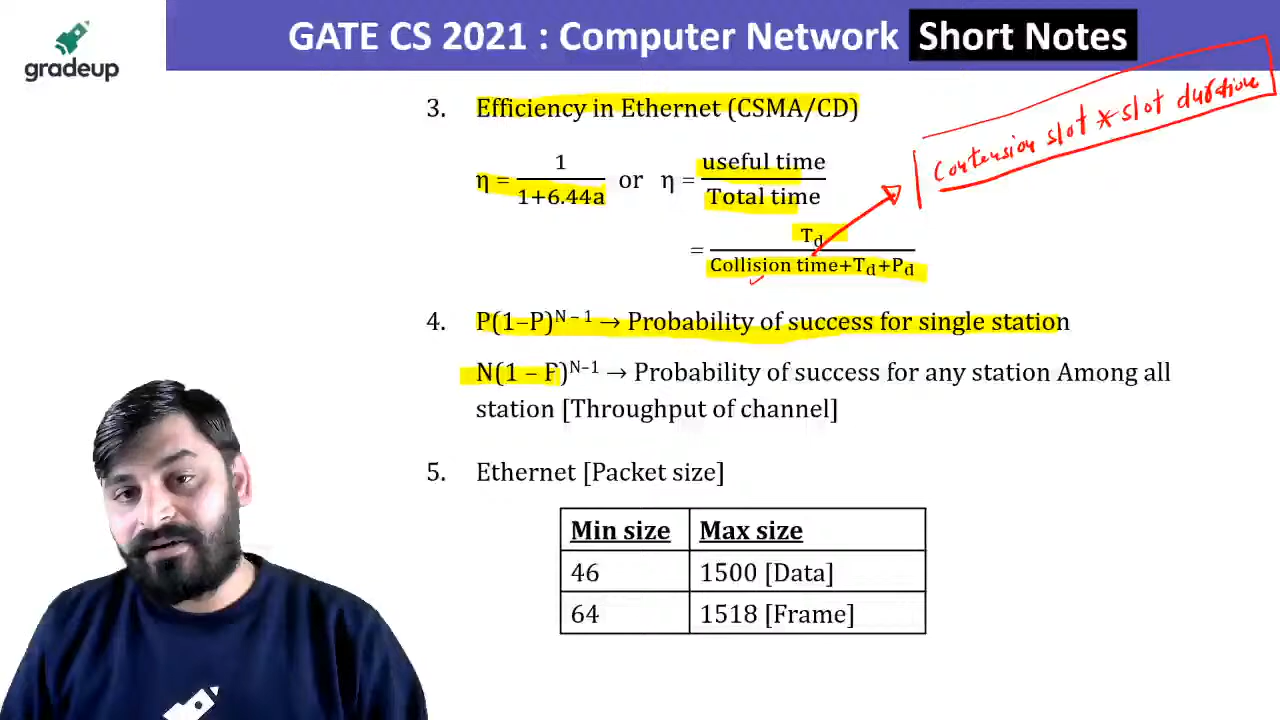 GATE CS 2021 : Computer Network Short Notes
gradeup
3. Efficiency in Ethernet (CSMA/CD)
η = 1/1+6.44a or η = useful time/Total time
= Td/Collision time+Td+Pd
Contension slot * slot duration
4. P(1–P)^N – 1 → Probability of success for single station
N(1 – F)^N–1 → Probability of success for any station Among all
station [Throughput of channel]
5. Ethernet [Packet size]
Min size Max size
46 1500 [Data]
64 1518 [Frame]